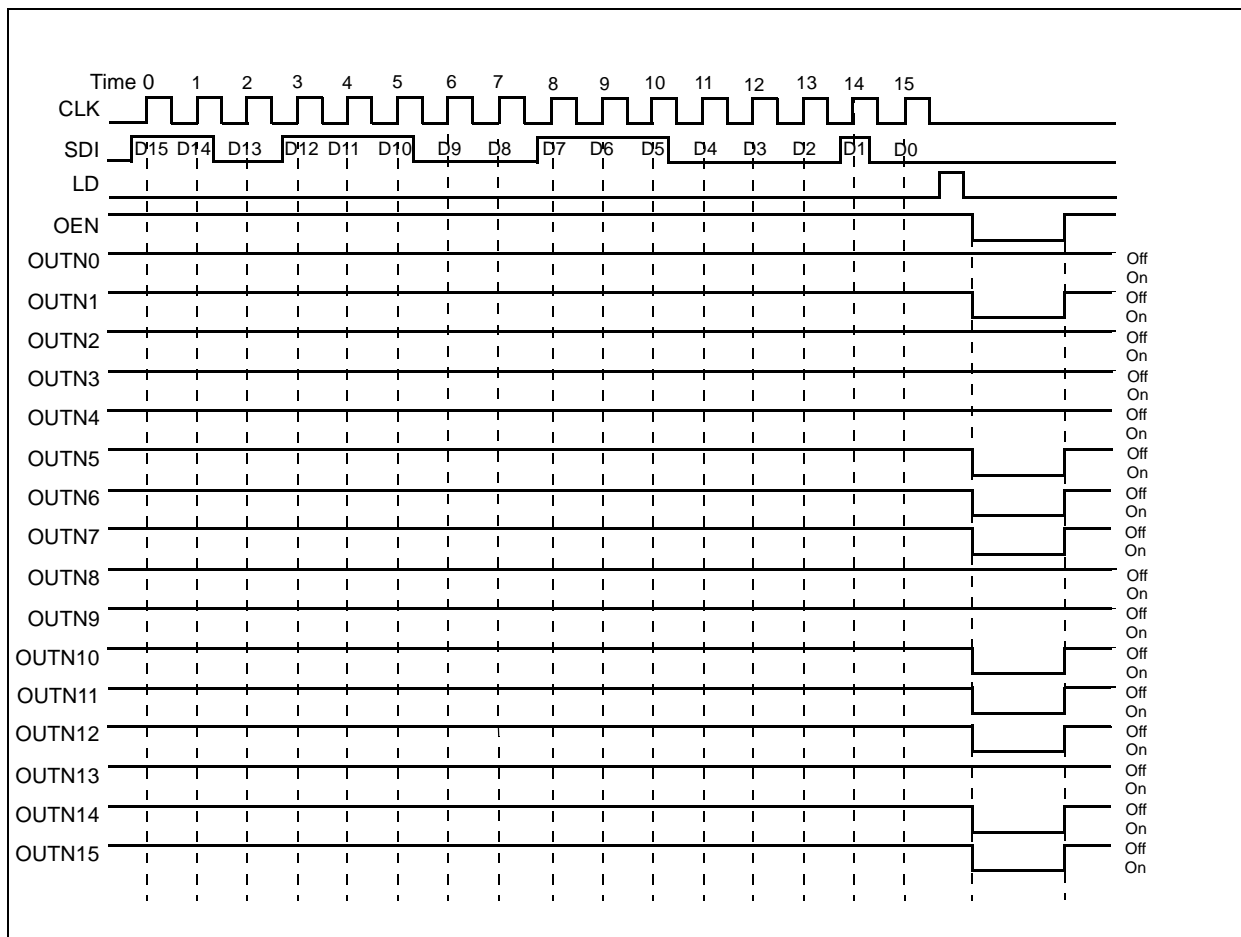 Time 0 1 2 3 4 5 6 7 8 9 10 11 12 13 14 15
CLK
SDI D15 D14 D13 D12 D11 D10 D9 D8 D7 D6 D5 D4 D3 D2 D1 D0
LD
OEN
OUTN0 Off
On
OUTN1 Off
On
OUTN2 Off
On
OUTN3 Off
On
OUTN4 Off
On
OUTN5 Off
On
OUTN6 Off
On
OUTN7 Off
On
OUTN8 Off
On
OUTN9 Off
On
OUTN10 Off
On
OUTN11 Off
On
OUTN12 Off
On
OUTN13 Off
On
OUTN14 Off
On
OUTN15 Off
On